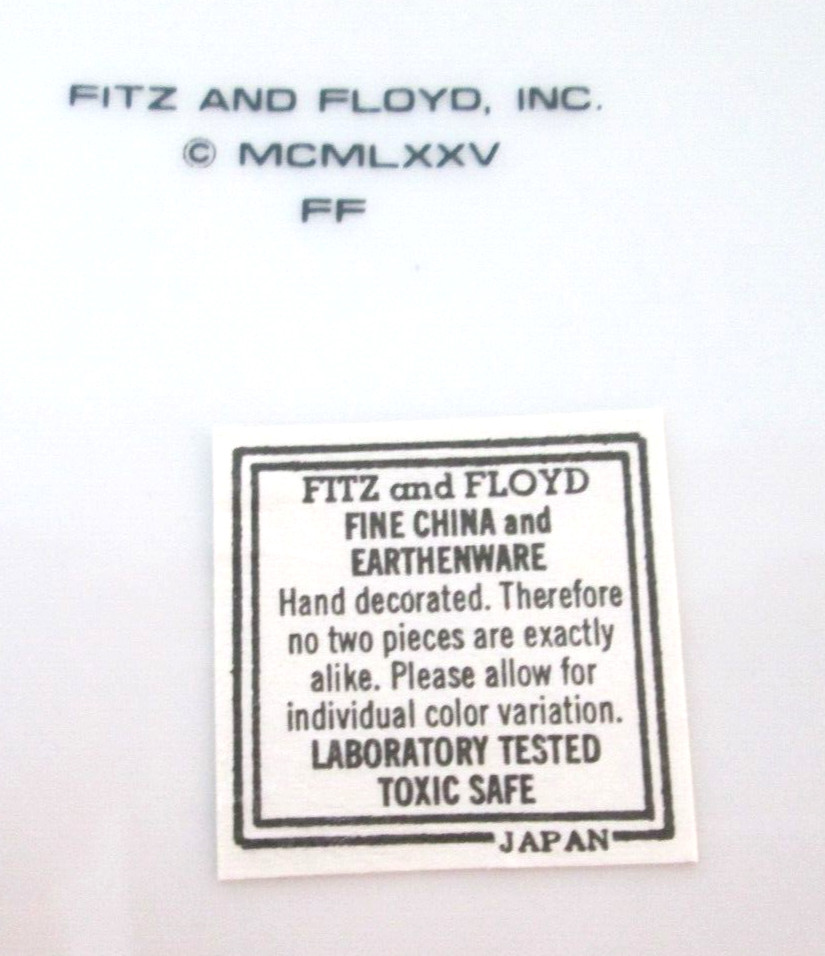 FITZ AND FLOYD, INC.
© MCMLXXV
FF
FITZ and FLOYD
FINE CHINA and
EARTHENWARE
Hand decorated. Therefore
no two pieces are exactly
alike. Please allow for
individual color variation.
LABORATORY TESTED
TOXIC SAFE
JAPAN